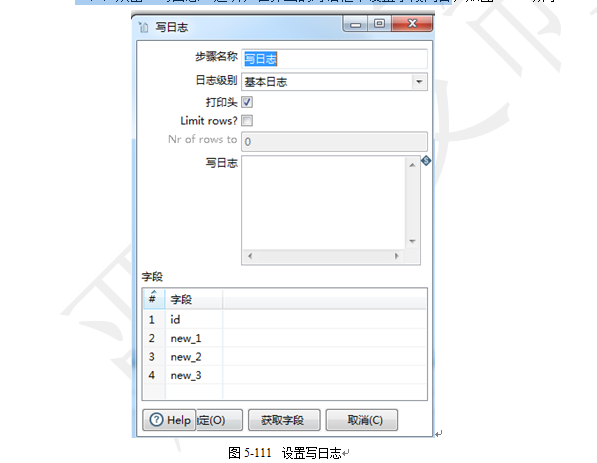 写日志
步骤名称 写日志
日志级别 基本日志
打印头
Limit rows?
Nr of rows to 0
写日志
字段
# 字段
1 id
2 new_1
3 new_2
4 new_3
Help 定(O) 获取字段 取消(C)
图 5-111 设置写日志